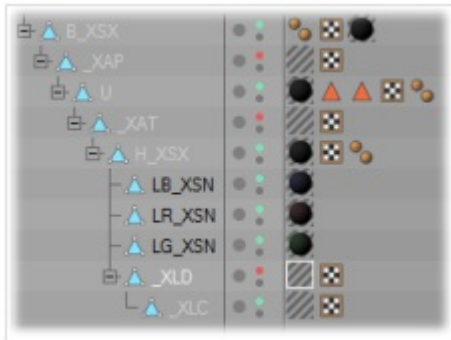 B_XSX
_XAP
U
_XAT
H_XSX
LB_XSN
LR_XSN
LG_XSN
_XLD
_XLC